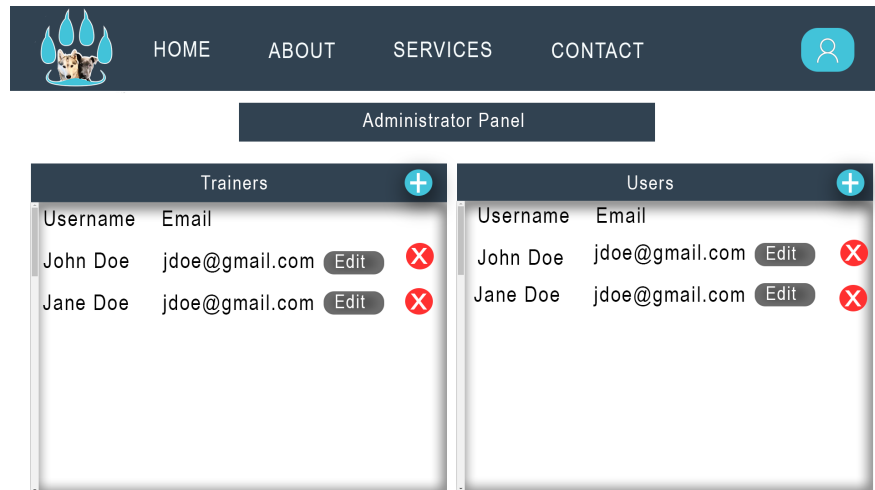 HOME ABOUT SERVICES CONTACT
Administrator Panel
Trainers
Username Email
John Doe jdoe@gmail.com Edit X
Jane Doe jdoe@gmail.com Edit X
Users
Username Email
John Doe jdoe@gmail.com Edit X
Jane Doe jdoe@gmail.com Edit X